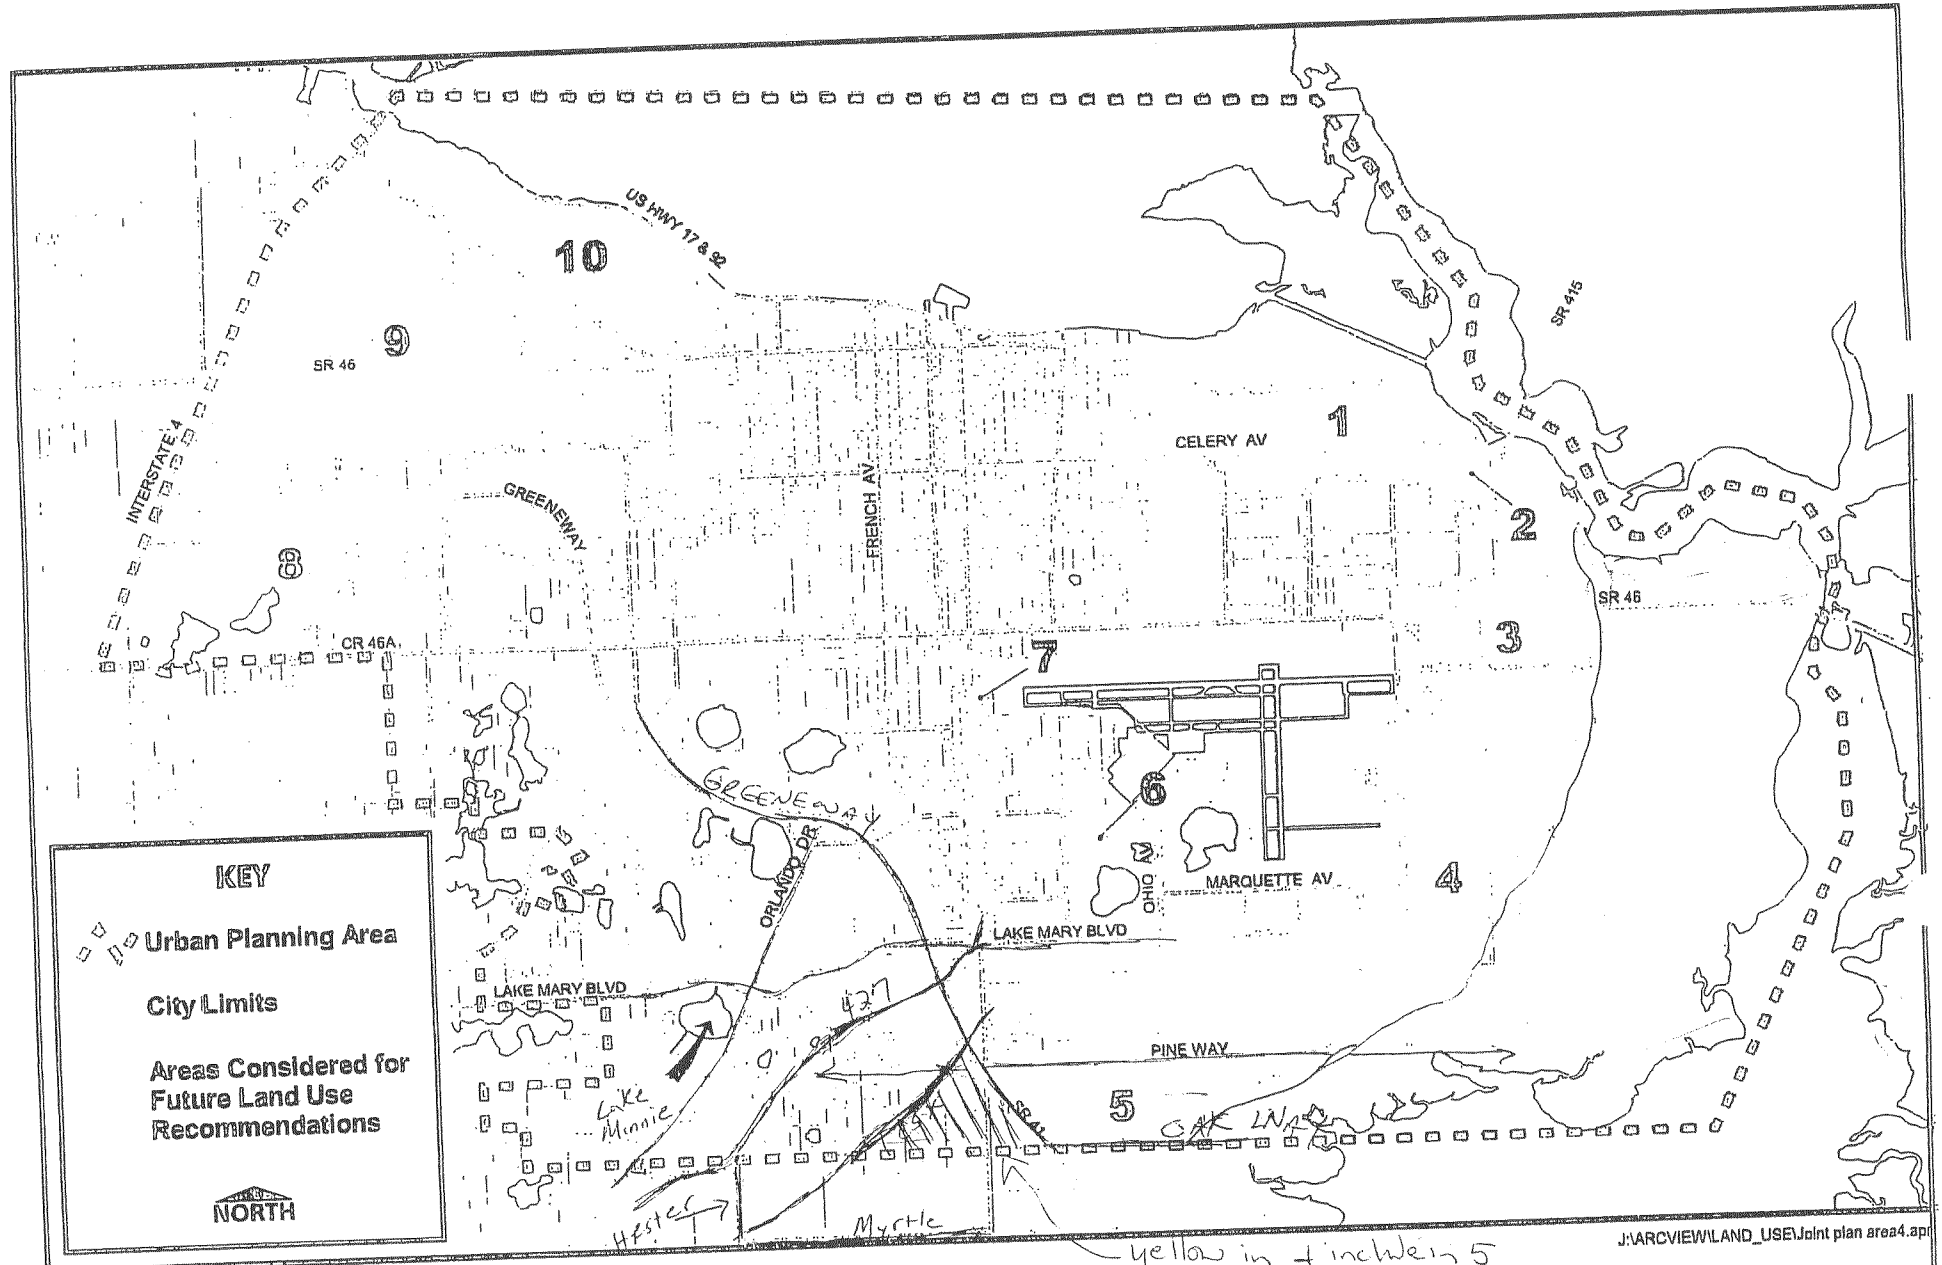 US HWY 17 & 92
10
9
SR 46
SR 415
1
CELERY AV
INTERSTATE 4
GREENEWAY
FRENCH AV
2
8
SR 46
CR 46A
3
7
GREENEWAY
6
ORLANDO DR
OHIO AV
MARQUETTE AV
4
LAKE MARY BLVD
LAKE MARY BLVD
427
PINE WAY
Lake
Minnie
5
OAK LN
Hester
Myrtle
KEY
Urban Planning Area
City Limits
Areas Considered for
Future Land Use
Recommendations
NORTH
J:\ARCVIEW\LAND_USE\Joint plan area4.apr
yellow in + include in 5